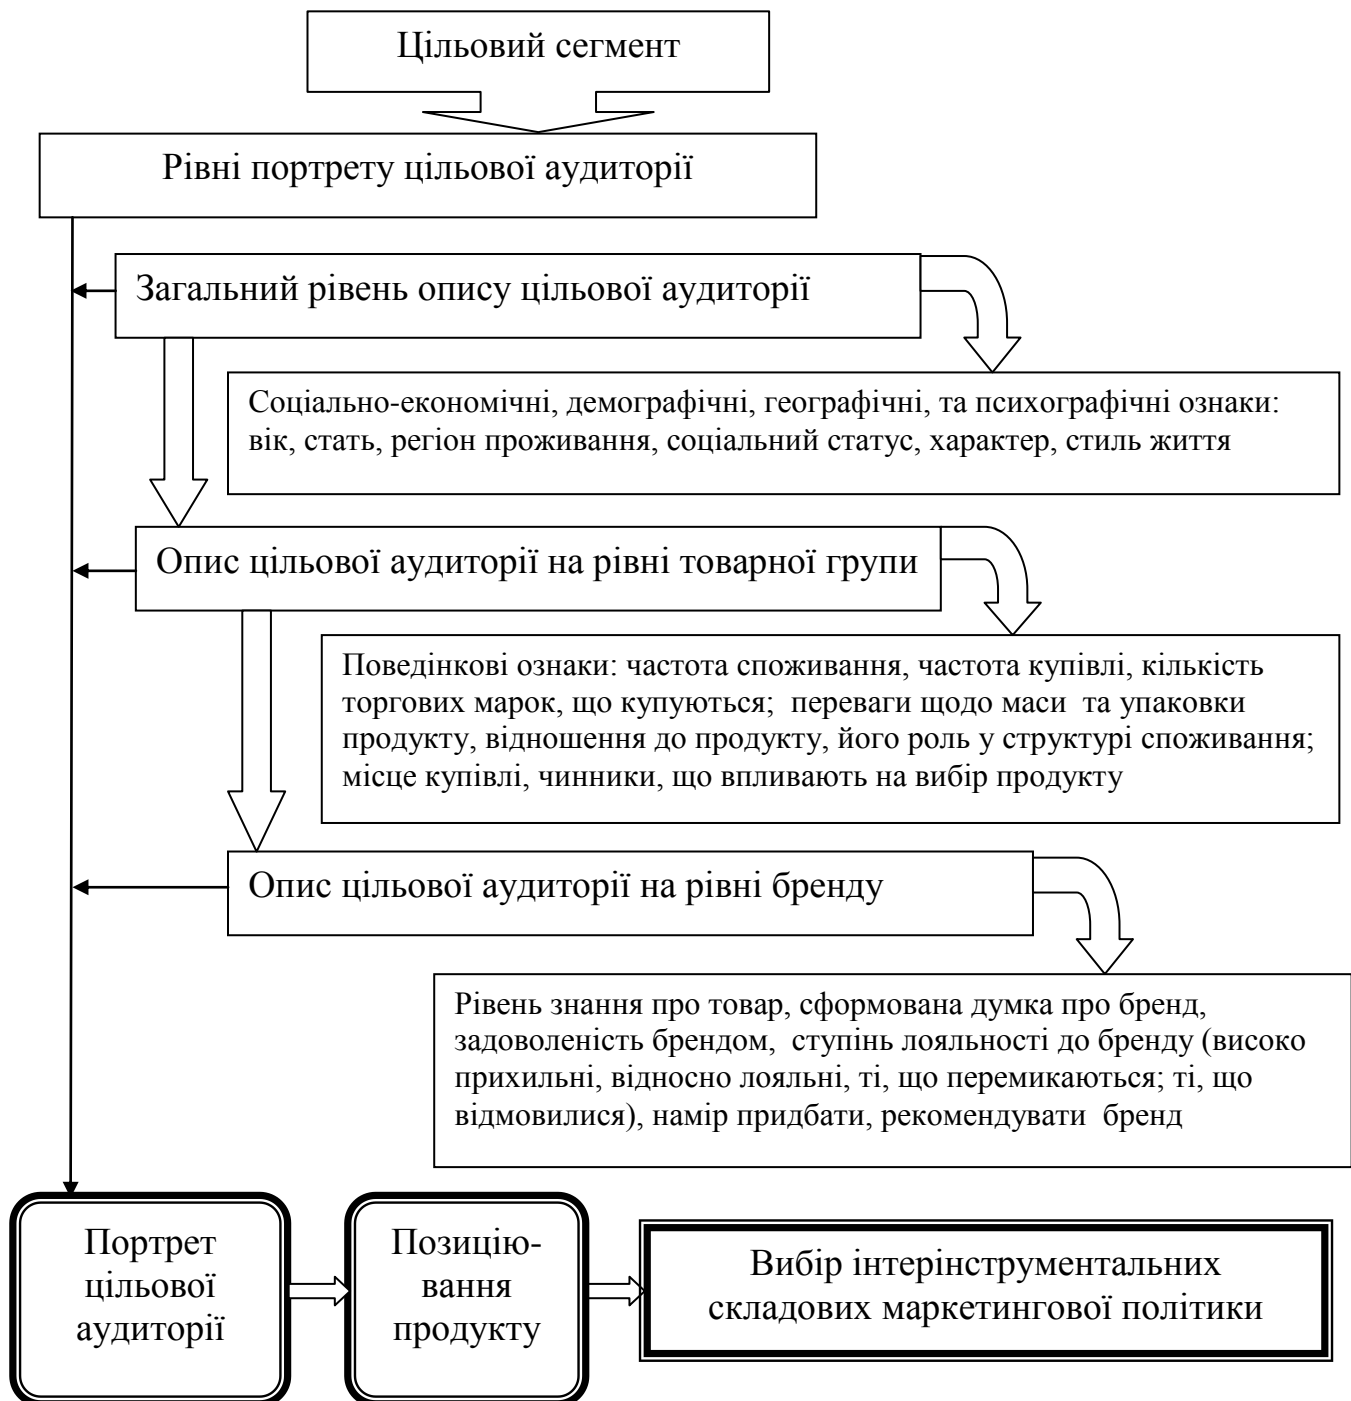 Цільовий сегмент
Рівні портрету цільової аудиторії
Загальний рівень опису цільової аудиторії
Соціально-економічні, демографічні, географічні, та психографічні ознаки:
вік, стать, регіон проживання, соціальний статус, характер, стиль життя
Опис цільової аудиторії на рівні товарної групи
Поведінкові ознаки: частота споживання, частота купівлі, кількість
торгових марок, що купуються;  переваги щодо маси  та упаковки
продукту, відношення до продукту, його роль у структурі споживання;
місце купівлі, чинники, що впливають на вибір продукту
Опис цільової аудиторії на рівні бренду
Рівень знання про товар, сформована думка про бренд,
задоволеність брендом,  ступінь лояльності до бренду (високо
прихильні, відносно лояльні, ті, що перемикаються; ті, що
відмовилися), намір придбати, рекомендувати  бренд
Портрет
цільової
аудиторії
Позицію-
вання
продукту
Вибір інтерінструментальних
складових маркетингової політики